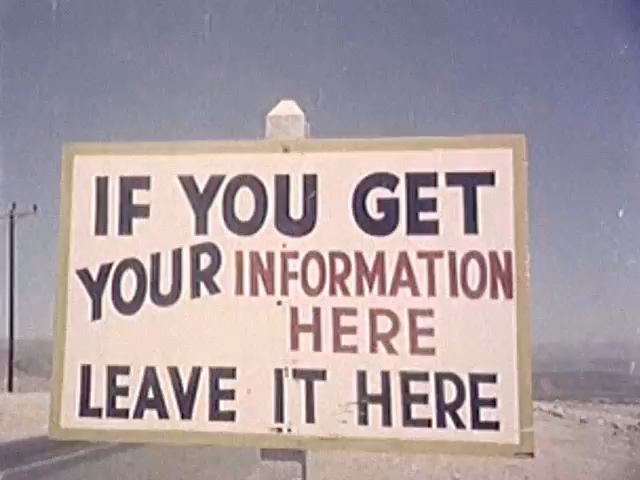 IF YOU GET
YOUR INFORMATION
HERE
LEAVE IT HERE